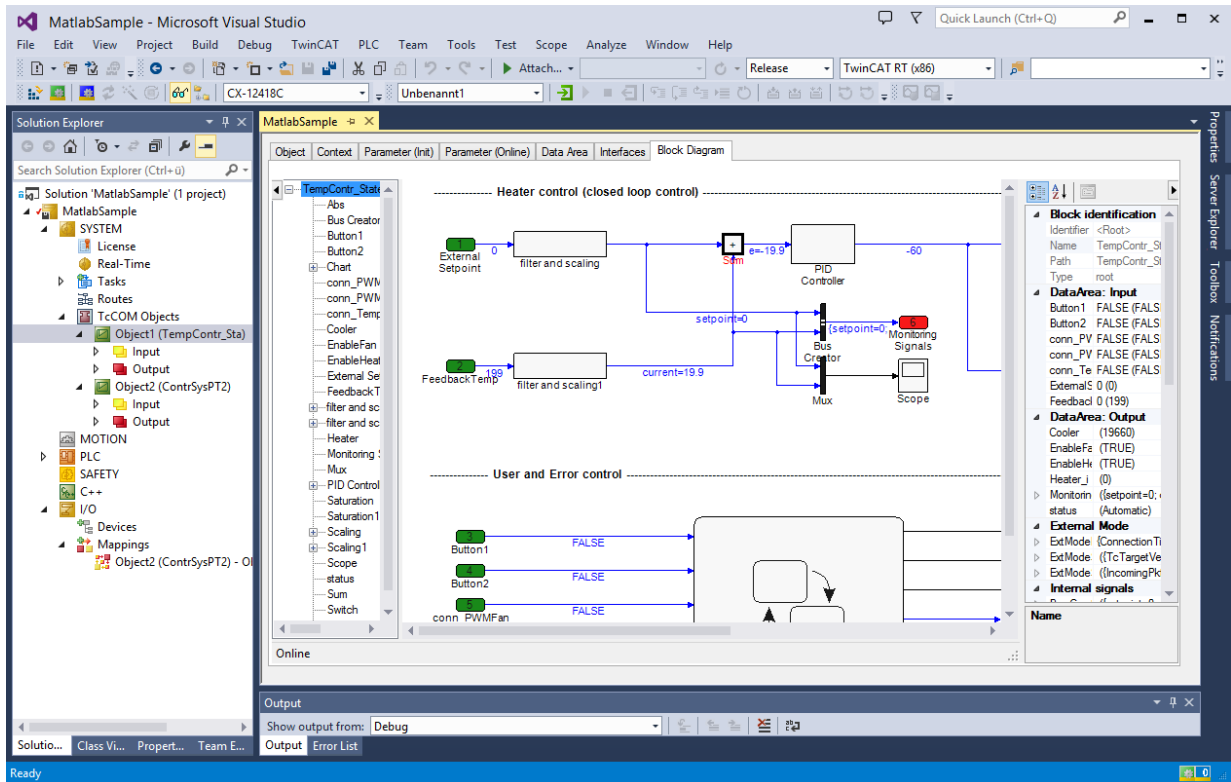 MatlabSample - Microsoft Visual Studio
Quick Launch (Ctrl+Q)
File Edit View Project Build Debug TwinCAT PLC Team Tools Test Scope Analyze Window Help
Attach... Release TwinCAT RT (x86)
CX-12418C Unbenannt1
Solution Explorer
Search Solution Explorer (Ctrl+ü)
Solution 'MatlabSample' (1 project)
MatlabSample
SYSTEM
License
Real-Time
Tasks
Routes
TcCOM Objects
Object1 (TempContr_Sta)
Input
Output
Object2 (ContrSysPT2)
Input
Output
MOTION
PLC
SAFETY
C++
I/O
Devices
Mappings
Object2 (ContrSysPT2) - Ol
Solutio... Class Vi... Propert... Team E...
MatlabSample
Object Context Parameter (Init) Parameter (Online) Data Area Interfaces Block Diagram
TempContr_State
Abs
Bus Creator
Button1
Button2
Chart
conn_PWM
conn_PWM
conn_Temp
Cooler
EnableFan
EnableHeat
External Se
FeedbackT
filter and sc
filter and sc
Heater
Monitoring S
Mux
PID Control
Saturation
Saturation1
Scaling
Scaling1
Scope
status
Sum
Switch
Online
---------- Heater control (closed loop control) ----------
1
External
Setpoint
0
filter and scaling
+
Sum
e=-19.9
PID
Controller
-60
setpoint=0
Bus
Creator
{setpoint=0;
6
Monitoring
Signals
2
FeedbackTemp
199
filter and scaling1
current=19.9
Mux
Scope
---------- User and Error control ----------
3
Button1
FALSE
4
Button2
FALSE
5
conn_PWMFan
FALSE
Block identification
Identifier <Root>
Name TempContr_St
Path TempContr_St
Type root
DataArea: Input
Button1 FALSE (FALS
Button2 FALSE (FALS
conn_PV FALSE (FALS
conn_PV FALSE (FALS
conn_Te FALSE (FALS
ExternalS 0 (0)
Feedbacl 0 (199)
DataArea: Output
Cooler (19660)
EnableFa (TRUE)
EnableHe (TRUE)
Heater_i (0)
Monitorin ({setpoint=0;
status (Automatic)
External Mode
ExtMode {ConnectionTi
ExtMode ({TcTargetVe
ExtMode ({IncomingPk
Internal signals
Name
Properties
Server Explorer
Toolbox
Notifications
Output
Show output from: Debug
Output Error List
Ready
0